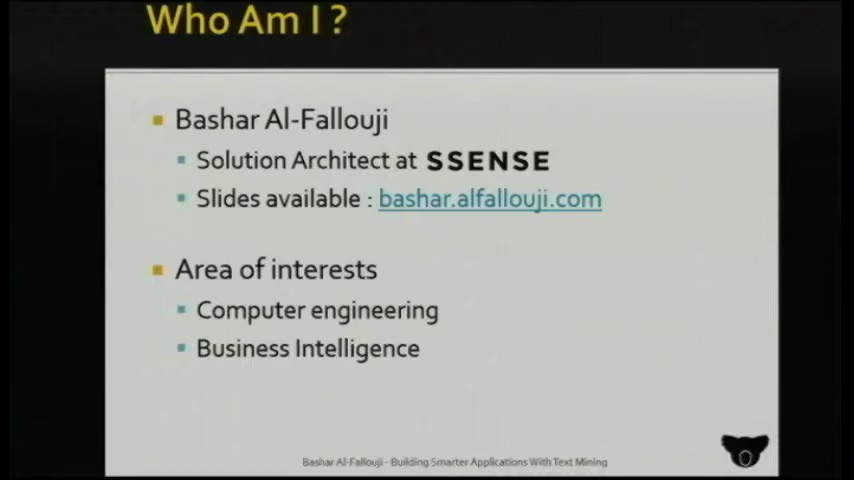 Who Am I ?
Bashar Al-Fallouji
Solution Architect at SSENSE
Slides available : bashar.alfallouji.com
Area of interests
Computer engineering
Business Intelligence
Bashar Al-Fallouji - Building Smarter Applications With Text Mining